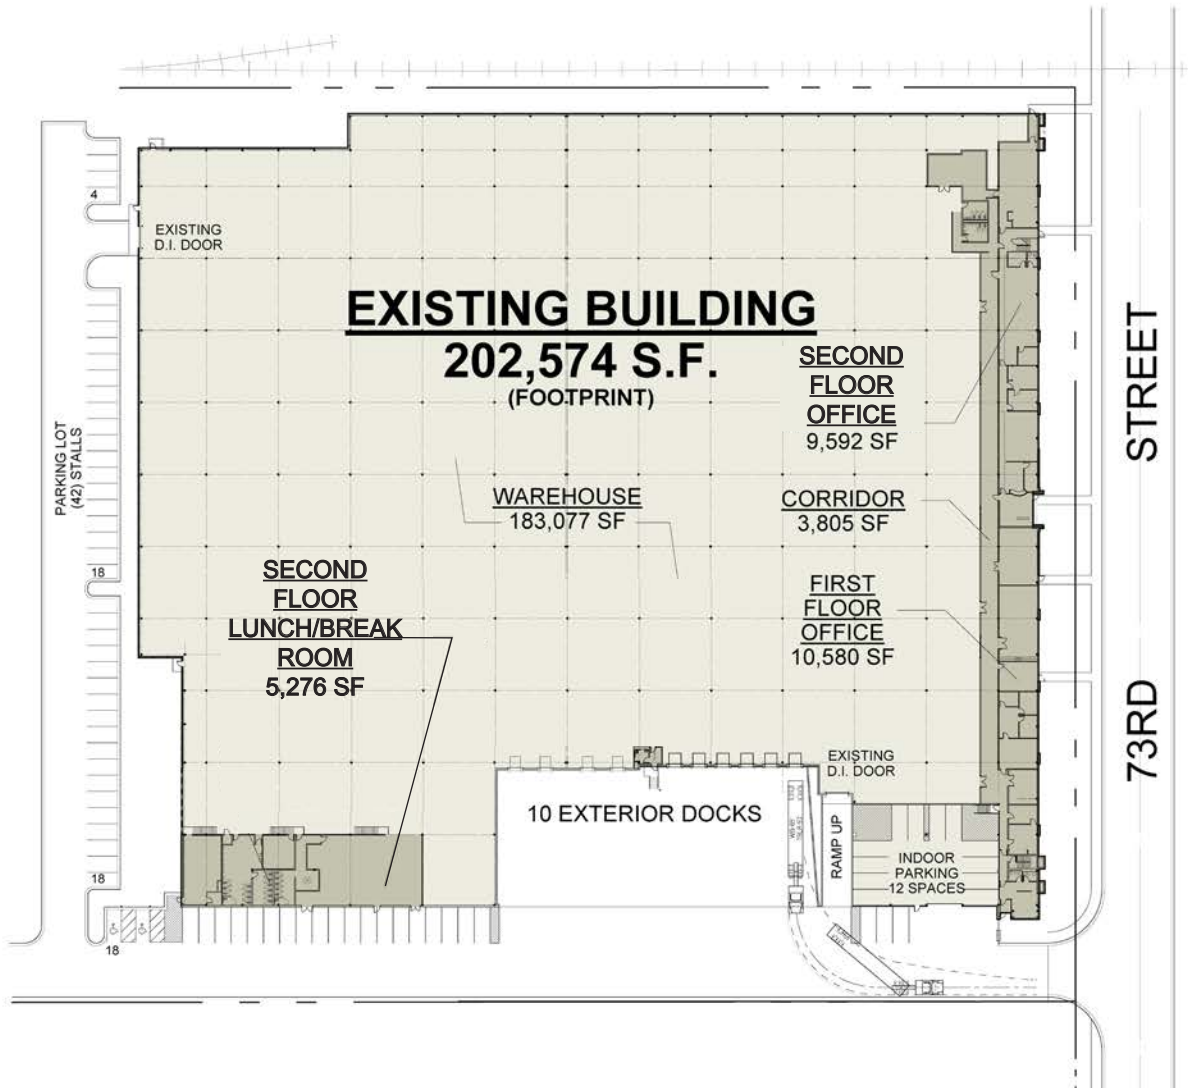 4
EXISTING
D.I. DOOR
EXISTING BUILDING
202,574 S.F.
(FOOTPRINT)
SECOND
FLOOR
OFFICE
9,592 SF
STREET
PARKING LOT
(42) STALLS
WAREHOUSE
183,077 SF
CORRIDOR
3,805 SF
18
SECOND
FLOOR
LUNCH/BREAK
ROOM
5,276 SF
FIRST
FLOOR
OFFICE
10,580 SF
73RD
EXISTING
D.I. DOOR
10 EXTERIOR DOCKS
RAMP UP
INDOOR
PARKING
12 SPACES
18
18